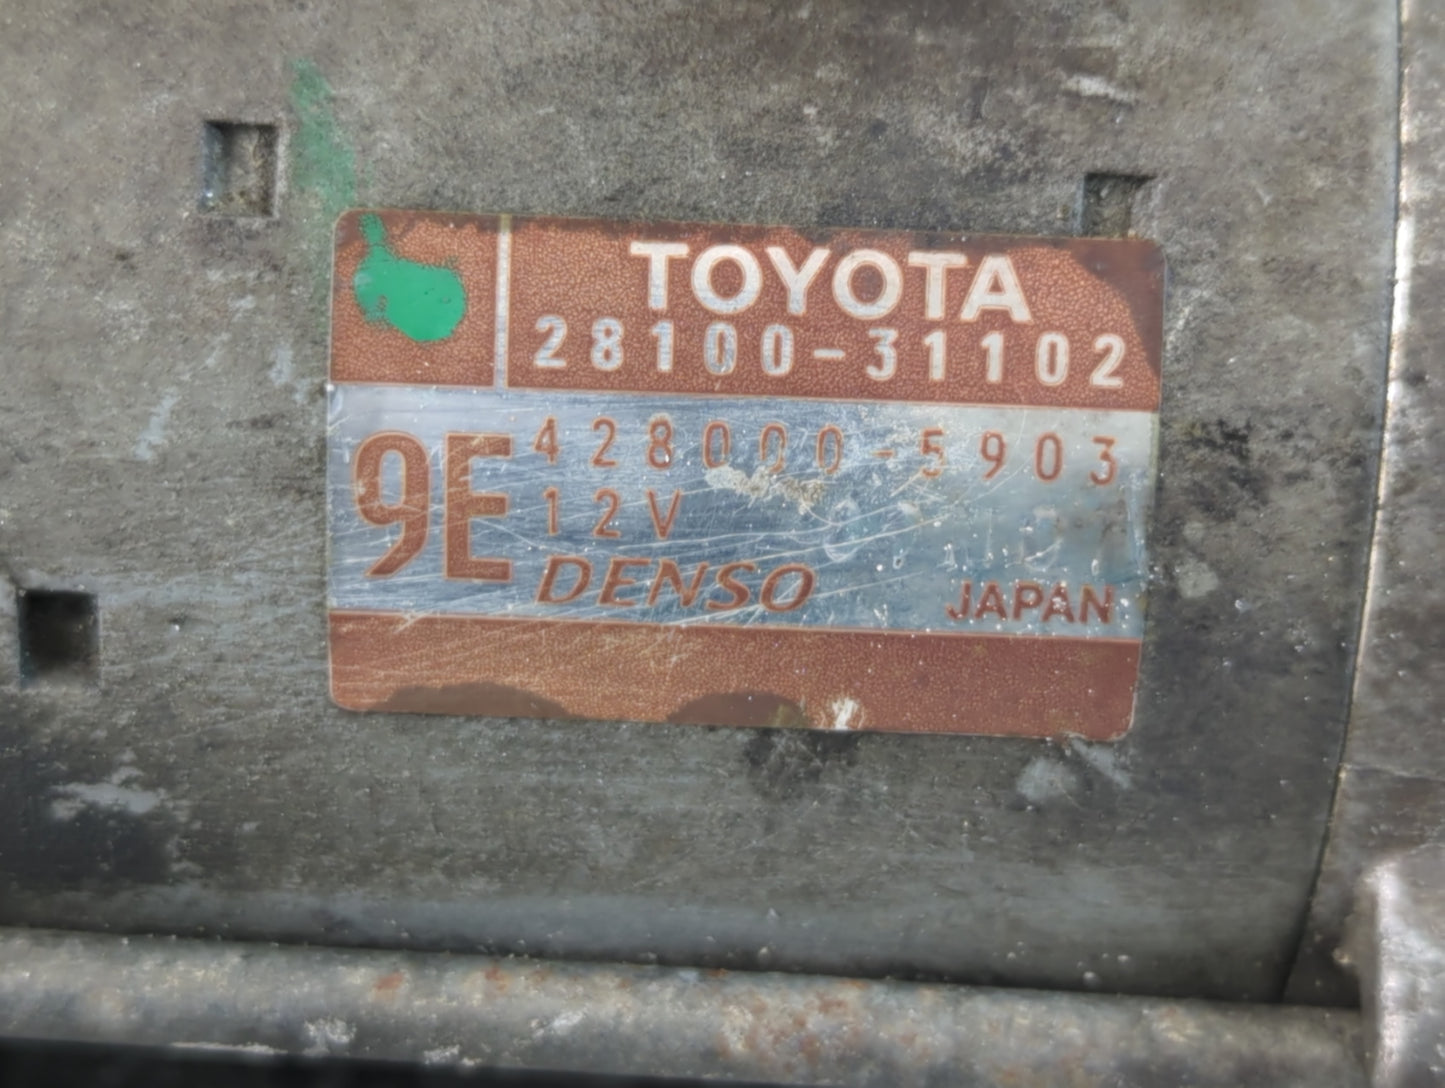 TOYOTA
28100-31102
9E
428000-5903
12V
DENSO
JAPAN